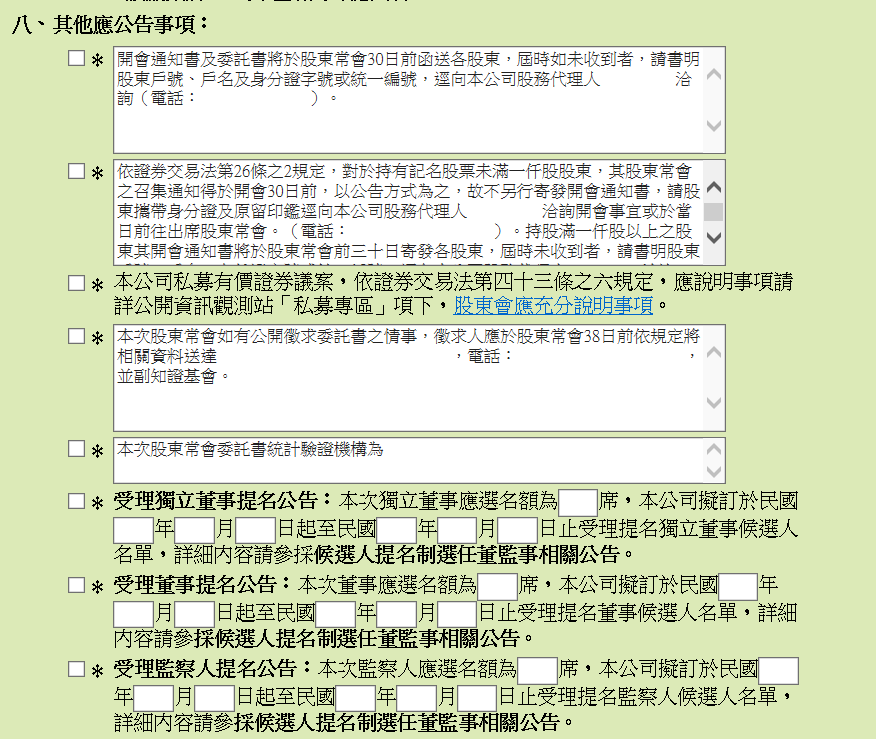 八、其他應公告事項：
＊ 開會通知書及委託書將於股東常會30日前函送各股東，屆時如未收到者，請書明
股東戶號、戶名及身分證字號或統一編號，逕向本公司股務代理人 洽
詢（電話： ）。
＊ 依證券交易法第26條之2規定，對於持有記名股票未滿一仟股股東，其股東常會
之召集通知得於開會30日前，以公告方式為之，故不另行寄發開會通知書，請股
東攜帶身分證及原留印鑑逕向本公司股務代理人 洽詢開會事宜或於當
日前往出席股東常會。（電話： ）。持股滿一仟股以上之股
東其開會通知書將於股東常會前三十日寄發各股東，屆時未收到者，請書明股東
＊ 本公司私募有價證券議案，依證券交易法第四十三條之六規定，應說明事項請
詳公開資訊觀測站「私募專區」項下，股東會應充分說明事項。
＊ 本次股東常會如有公開徵求委託書之情事，徵求人應於股東常會38日前依規定將
相關資料送達 ，電話： ，
並副知證基會。
＊ 本次股東常會委託書統計驗證機構為
＊ 受理獨立董事提名公告：本次獨立董事應選名額為 席，本公司擬訂於民國
年 月 日起至民國 年 月 日止受理提名獨立董事候選人
名單，詳細內容請參採候選人提名制選任董監事相關公告。
＊ 受理董事提名公告：本次董事應選名額為 席，本公司擬訂於民國 年
月 日起至民國 年 月 日止受理提名董事候選人名單，詳細
內容請參採候選人提名制選任董監事相關公告。
＊ 受理監察人提名公告：本次監察人應選名額為 席，本公司擬訂於民國
年 月 日起至民國 年 月 日止受理提名監察人候選人名單，
詳細內容請參採候選人提名制選任董監事相關公告。